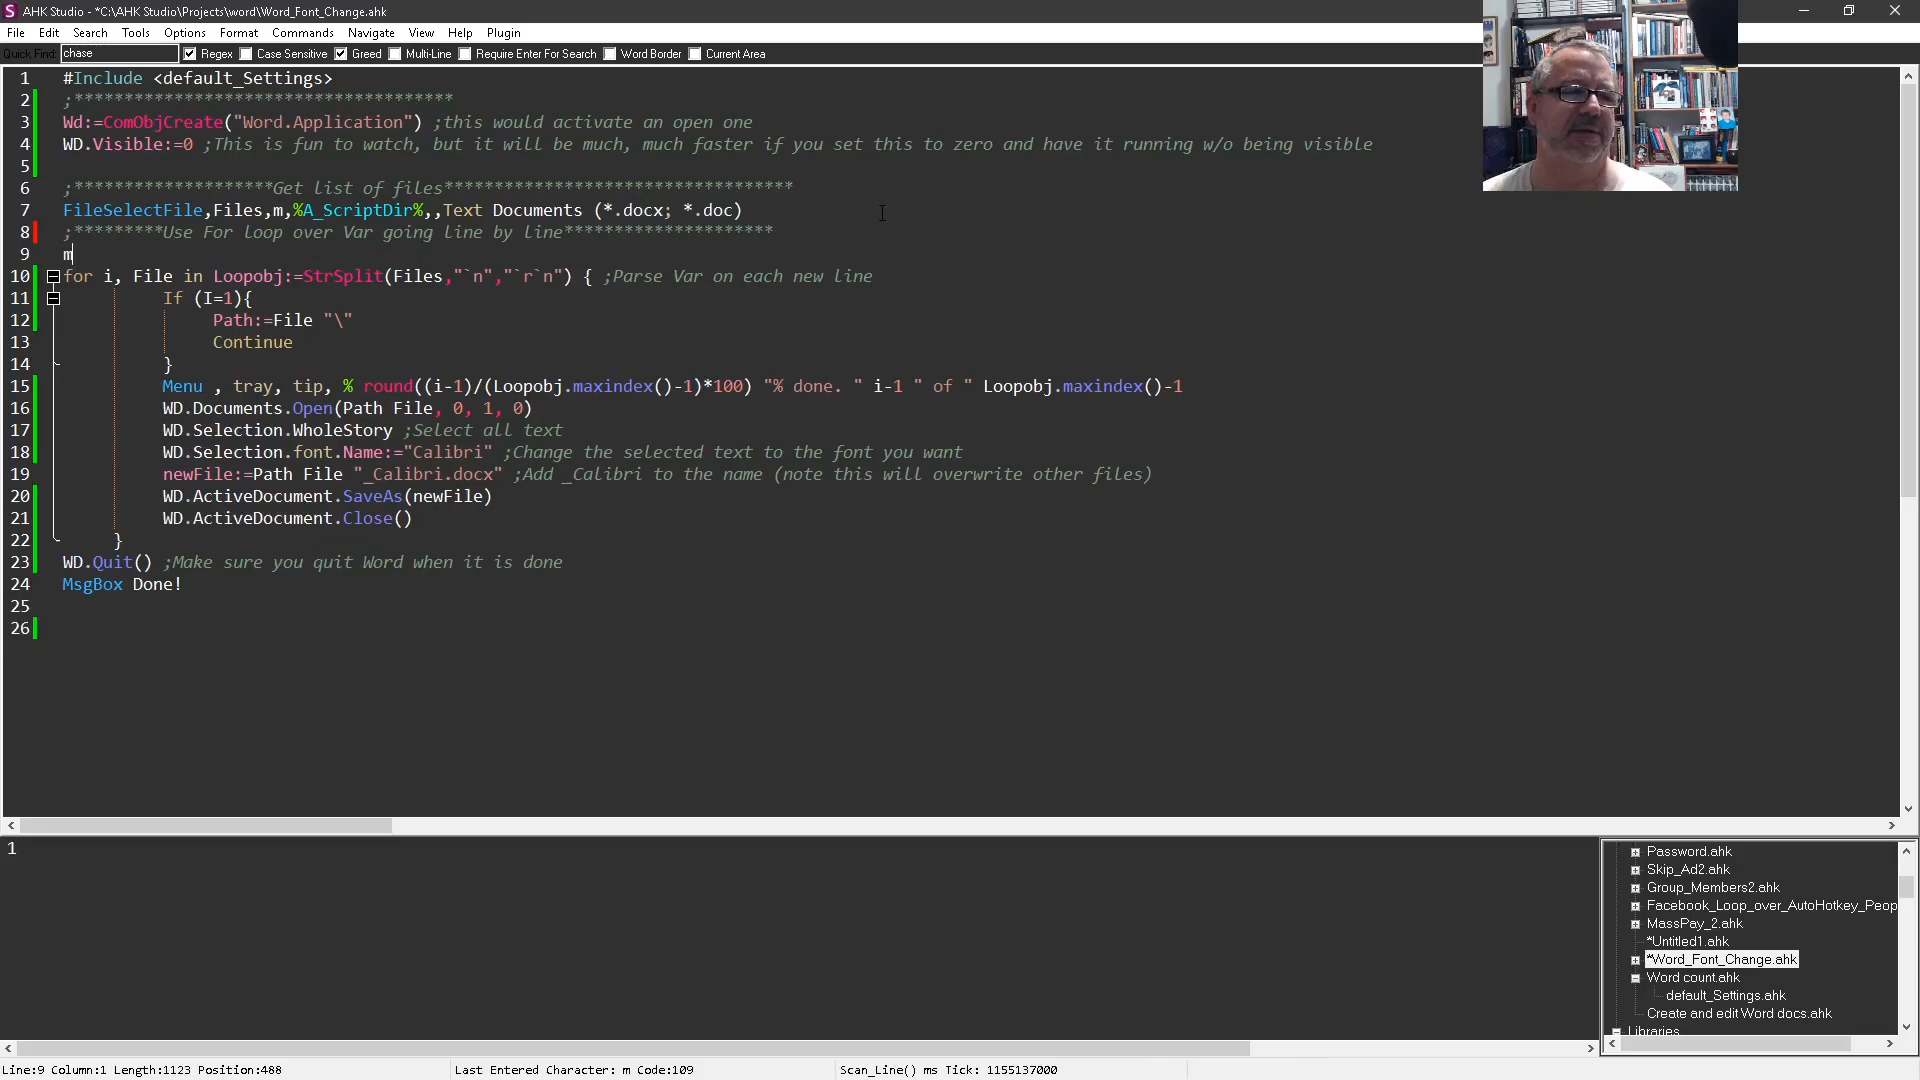 AHK Studio - *C:\AHK Studio\Projects\word\Word_Font_Change.ahk
File Edit Search Tools Options Format Commands Navigate View Help Plugin
Quick Find: chase Regex Case Sensitive Greed Multi-Line Require Enter For Search Word Border Current Area
1 #Include <default_Settings>
2 ;**************************************
3 Wd:=ComObjCreate("Word.Application") ;this would activate an open one
4 WD.Visible:=0 ;This is fun to watch, but it will be much, much faster if you set this to zero and have it running w/o being visible
5
6 ;********************Get list of files***********************************
7 FileSelectFile,Files,m,%A_ScriptDir%,,Text Documents (*.docx; *.doc)
8 ;*********Use For loop over Var going line by line*********************
9 m
10 for i, File in Loopobj:=StrSplit(Files,"`n","`r`n") { ;Parse Var on each new line
11 If (I=1){
12 Path:=File "\"
13 Continue
14 }
15 Menu , tray, tip, % round((i-1)/(Loopobj.maxindex()-1)*100) "% done. " i-1 " of " Loopobj.maxindex()-1
16 WD.Documents.Open(Path File, 0, 1, 0)
17 WD.Selection.WholeStory ;Select all text
18 WD.Selection.font.Name:="Calibri" ;Change the selected text to the font you want
19 newFile:=Path File "_Calibri.docx" ;Add _Calibri to the name (note this will overwrite other files)
20 WD.ActiveDocument.SaveAs(newFile)
21 WD.ActiveDocument.Close()
22 }
23 WD.Quit() ;Make sure you quit Word when it is done
24 MsgBox Done!
25
26
1
Password.ahk
Skip_Ad2.ahk
Group_Members2.ahk
Facebook_Loop_over_AutoHotkey_Peop
MassPay_2.ahk
*Untitled1.ahk
*Word_Font_Change.ahk
Word count.ahk
default_Settings.ahk
Create and edit Word docs.ahk
Libraries
Line:9 Column:1 Length:1123 Position:488 Last Entered Character: m Code:109 Scan_Line() ms Tick: 1155137000